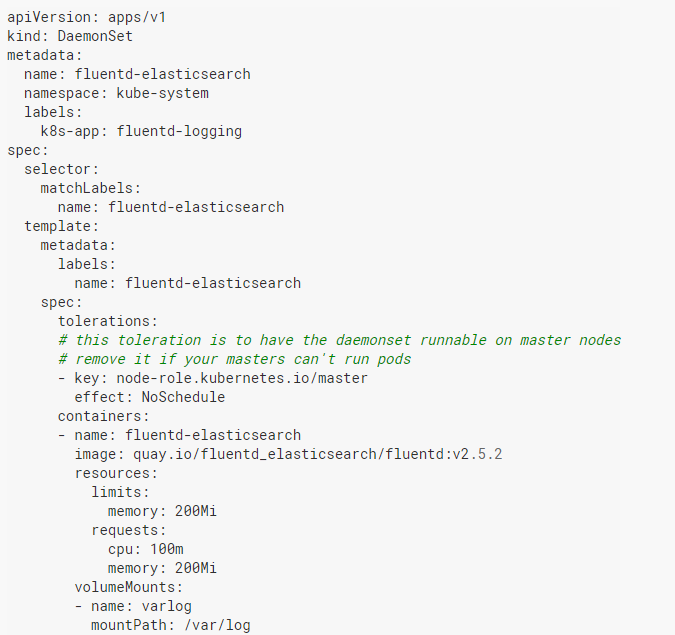 apiVersion: apps/v1
kind: DaemonSet
metadata:
  name: fluentd-elasticsearch
  namespace: kube-system
  labels:
    k8s-app: fluentd-logging
spec:
  selector:
    matchLabels:
      name: fluentd-elasticsearch
  template:
    metadata:
      labels:
        name: fluentd-elasticsearch
    spec:
      tolerations:
      # this toleration is to have the daemonset runnable on master nodes
      # remove it if your masters can't run pods
      - key: node-role.kubernetes.io/master
        effect: NoSchedule
      containers:
      - name: fluentd-elasticsearch
        image: quay.io/fluentd_elasticsearch/fluentd:v2.5.2
        resources:
          limits:
            memory: 200Mi
          requests:
            cpu: 100m
            memory: 200Mi
        volumeMounts:
        - name: varlog
          mountPath: /var/log